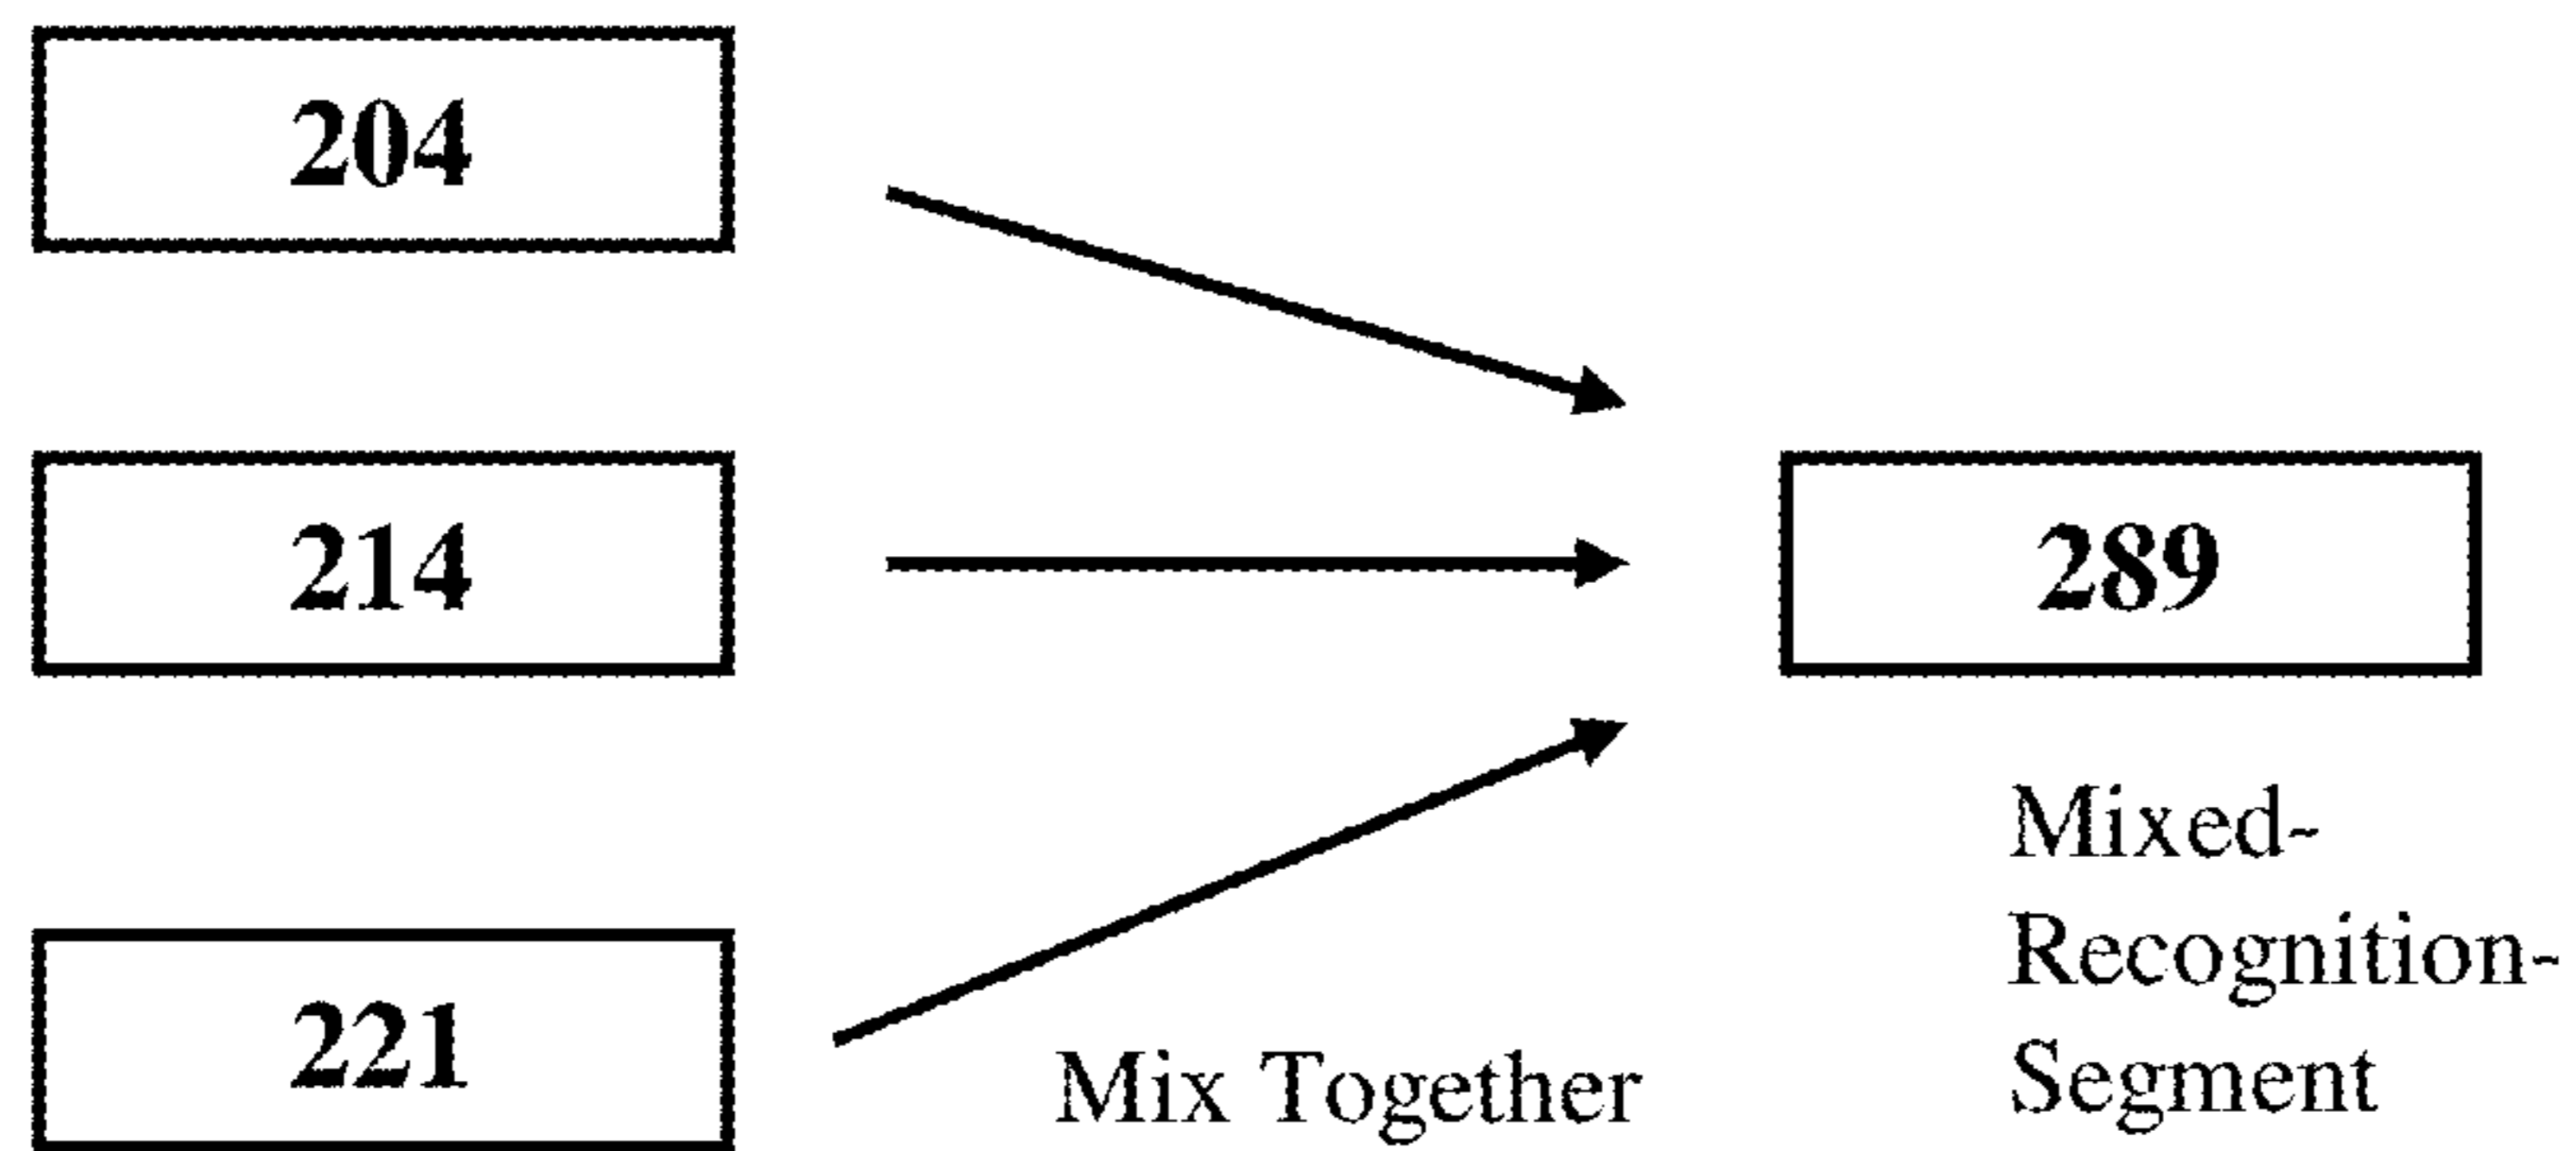 204
214
289
221
Mix Together
Mixed-
Recognition-
Segment